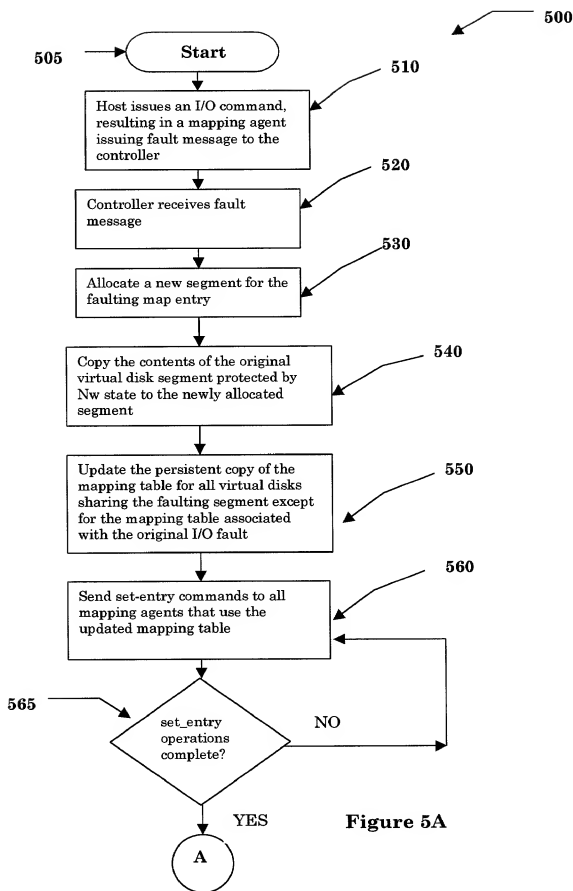 500
505
Start
510
Host issues an I/O command,
resulting in a mapping agent
issuing fault message to the
controller
520
Controller receives fault
message
530
Allocate a new segment for the
faulting map entry
540
Copy the contents of the original
virtual disk segment protected by
Nw state to the newly allocated
segment
550
Update the persistent copy of the
mapping table for all virtual disks
sharing the faulting segment except
for the mapping table associated
with the original I/O fault
560
Send set-entry commands to all
mapping agents that use the
updated mapping table
565
set_entry
operations
complete?
NO
YES
Figure 5A
A